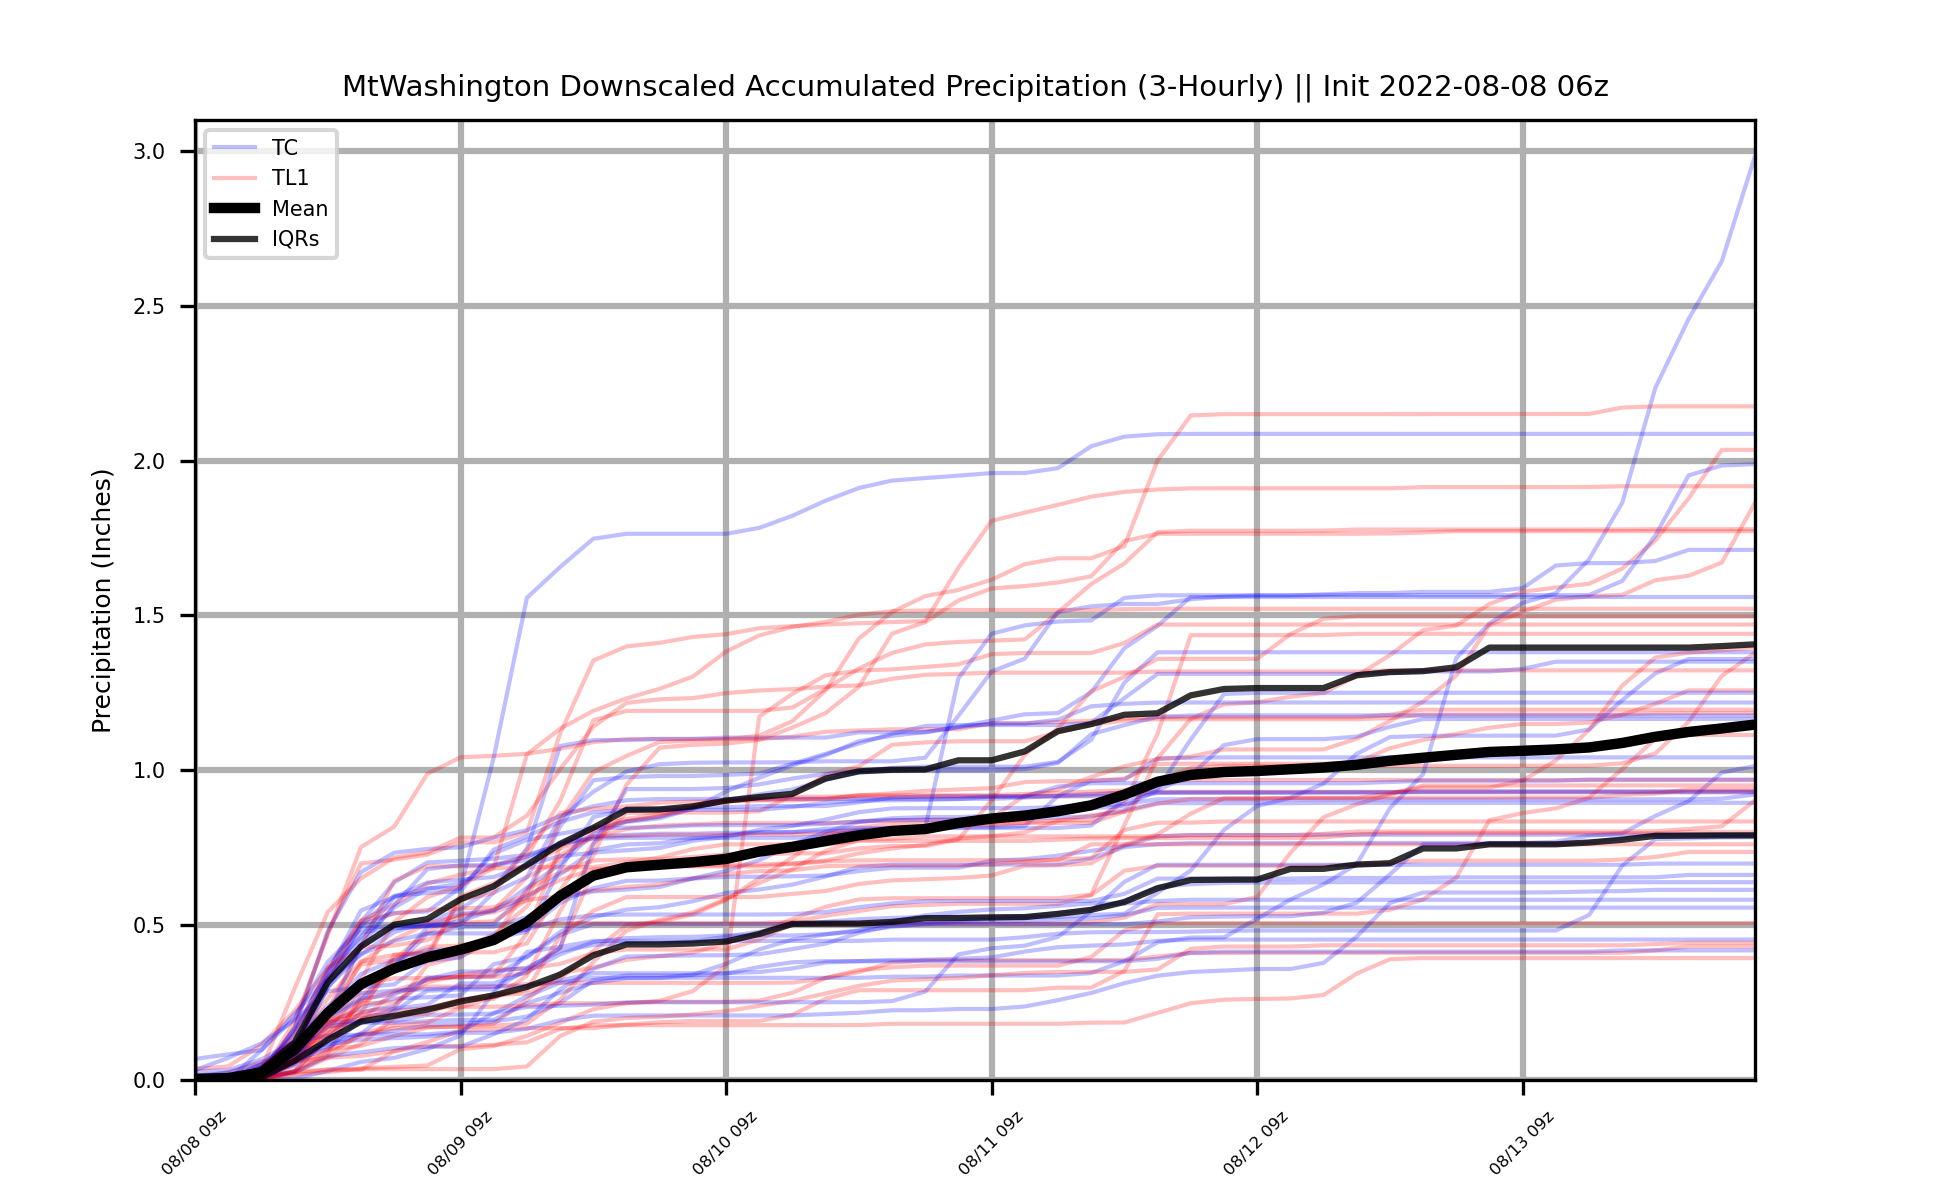 MtWashington Downscaled Accumulated Precipitation (3-Hourly) || Init 2022-08-08 06z
TC
TL1
Mean
IQRs
Precipitation (Inches)
3.0
2.5
2.0
1.5
1.0
0.5
0.0
08/08 09z
08/09 09z
08/10 09z
08/11 09z
08/12 09z
08/13 09z